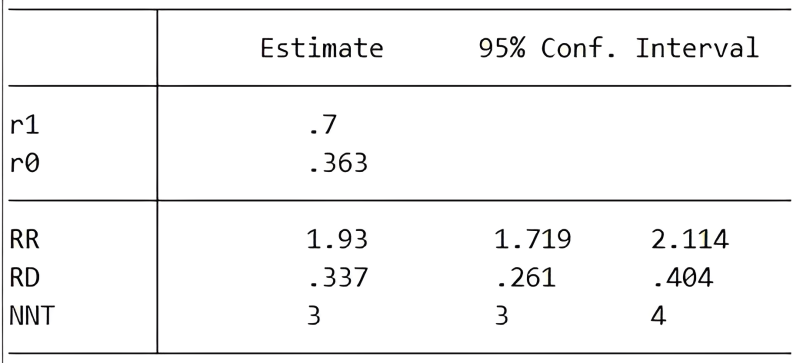 Estimate 95% Conf. Interval
r1 .7
r0 .363
RR 1.93 1.719 2.114
RD .337 .261 .404
NNT 3 3 4